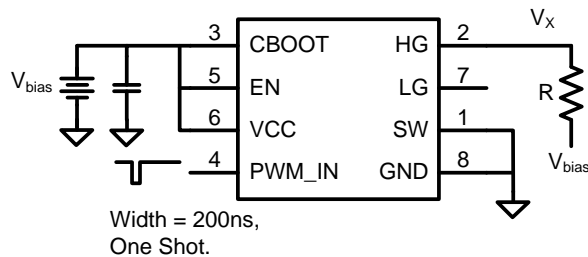 V_X
3 CBOOT HG 2
V_bias
5 EN LG 7
R
6 VCC SW 1
4 PWM_IN GND 8
V_bias
Width = 200ns,
One Shot.